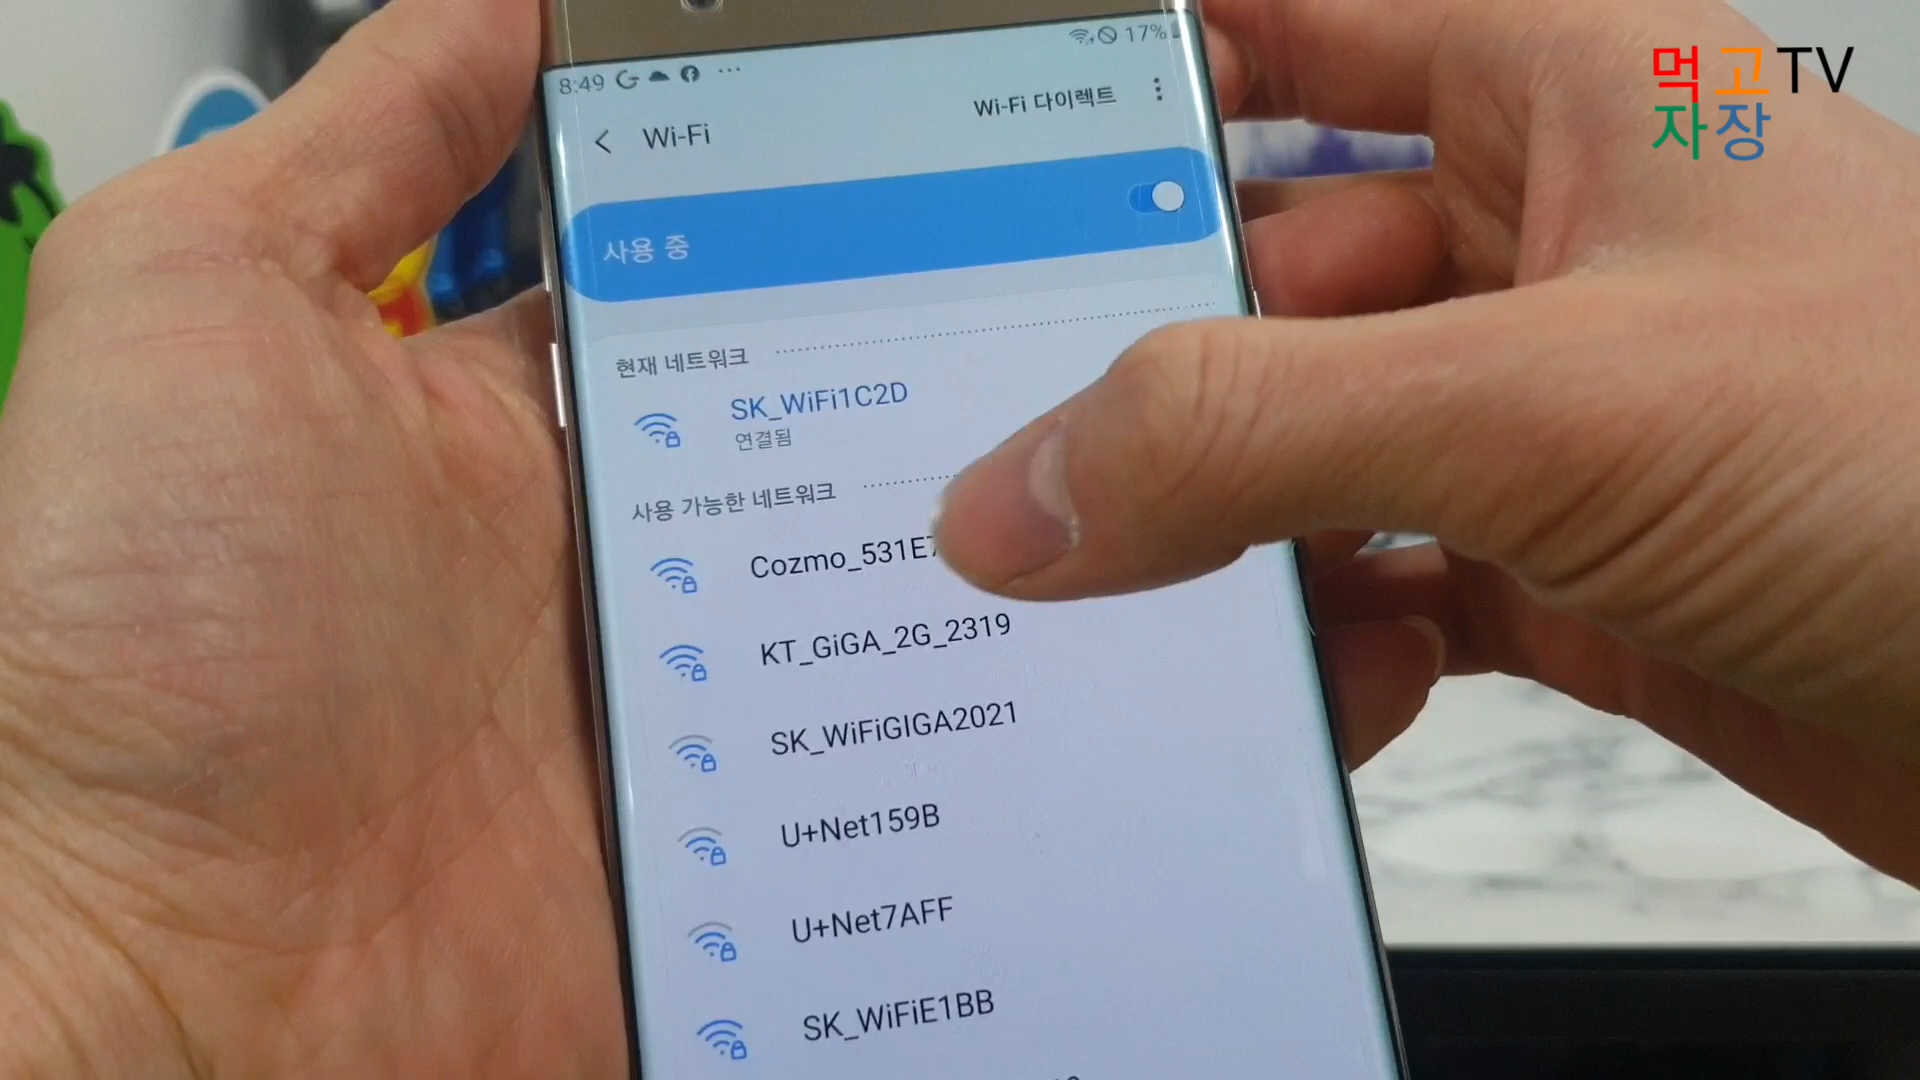 먹고TV
자장
8:49
17%
Wi-Fi 다이렉트
Wi-Fi
사용 중
현재 네트워크
SK_WiFi1C2D
연결됨
사용 가능한 네트워크
Cozmo_531E7
KT_GiGA_2G_2319
SK_WiFiGIGA2021
U+Net159B
U+Net7AFF
SK_WiFiE1BB